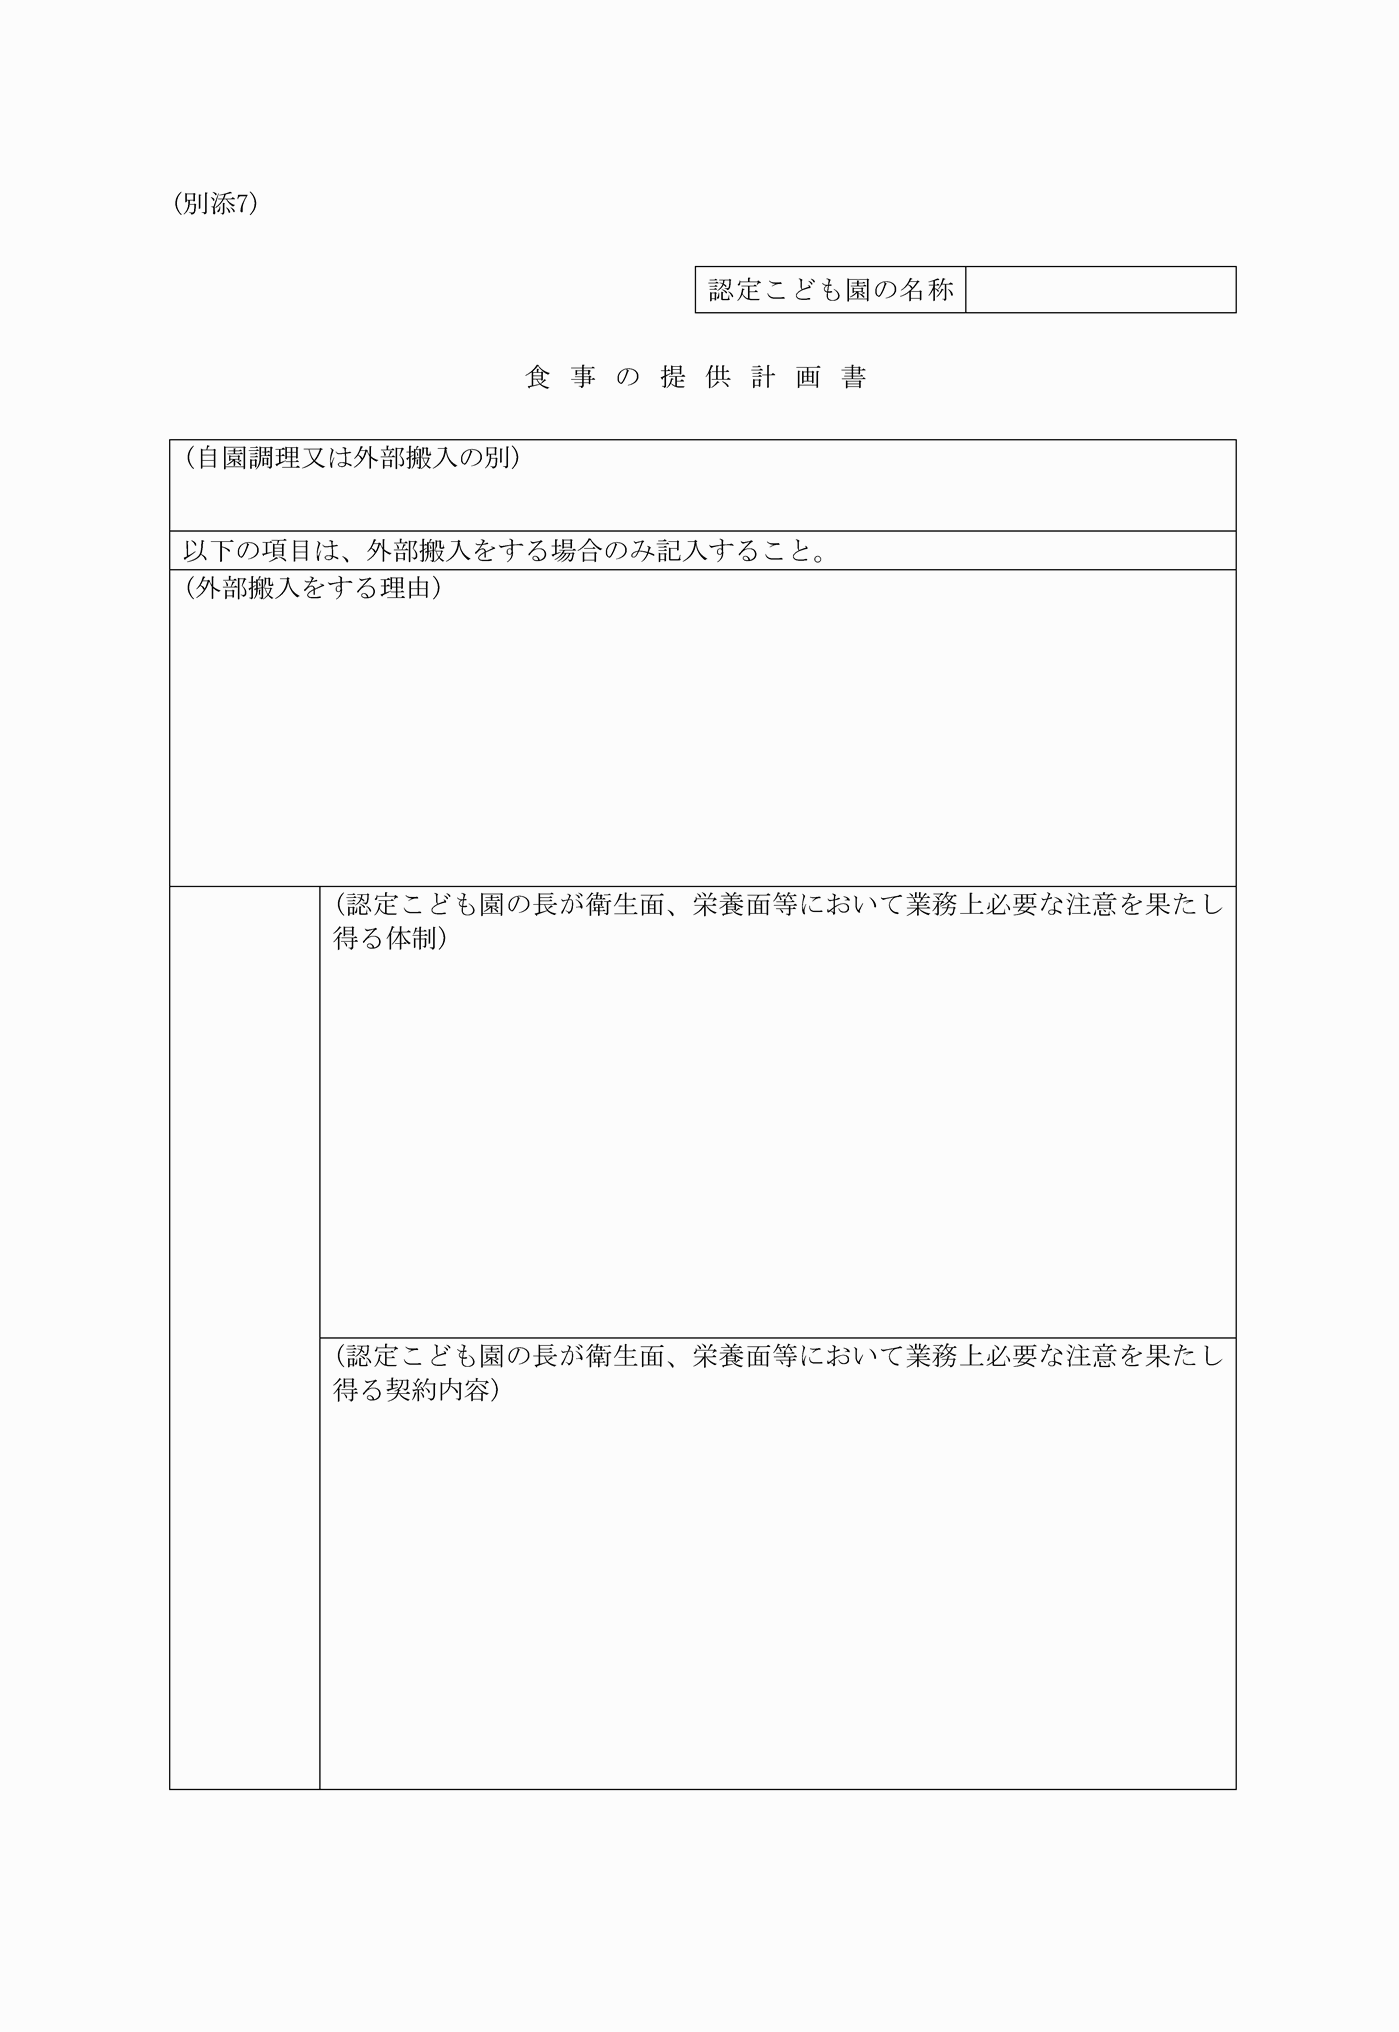 （別添7）
認定こども園の名称
食事の提供計画書
（自園調理又は外部搬入の別）
以下の項目は、外部搬入をする場合のみ記入すること。
（外部搬入をする理由）
（認定こども園の長が衛生面、栄養面等において業務上必要な注意を果たし
得る体制）
（認定こども園の長が衛生面、栄養面等において業務上必要な注意を果たし
得る契約内容）